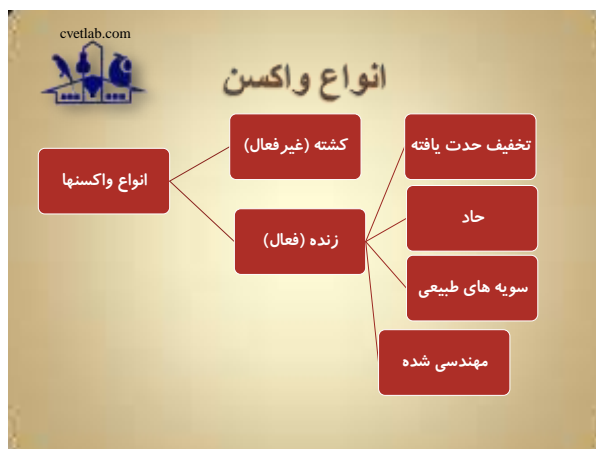 cvetlab.com
انواع واکسن
انواع واکسنها
کشته (غیرفعال)
زنده (فعال)
تخفیف حدت یافته
حاد
سویه های طبیعی
مهندسی شده